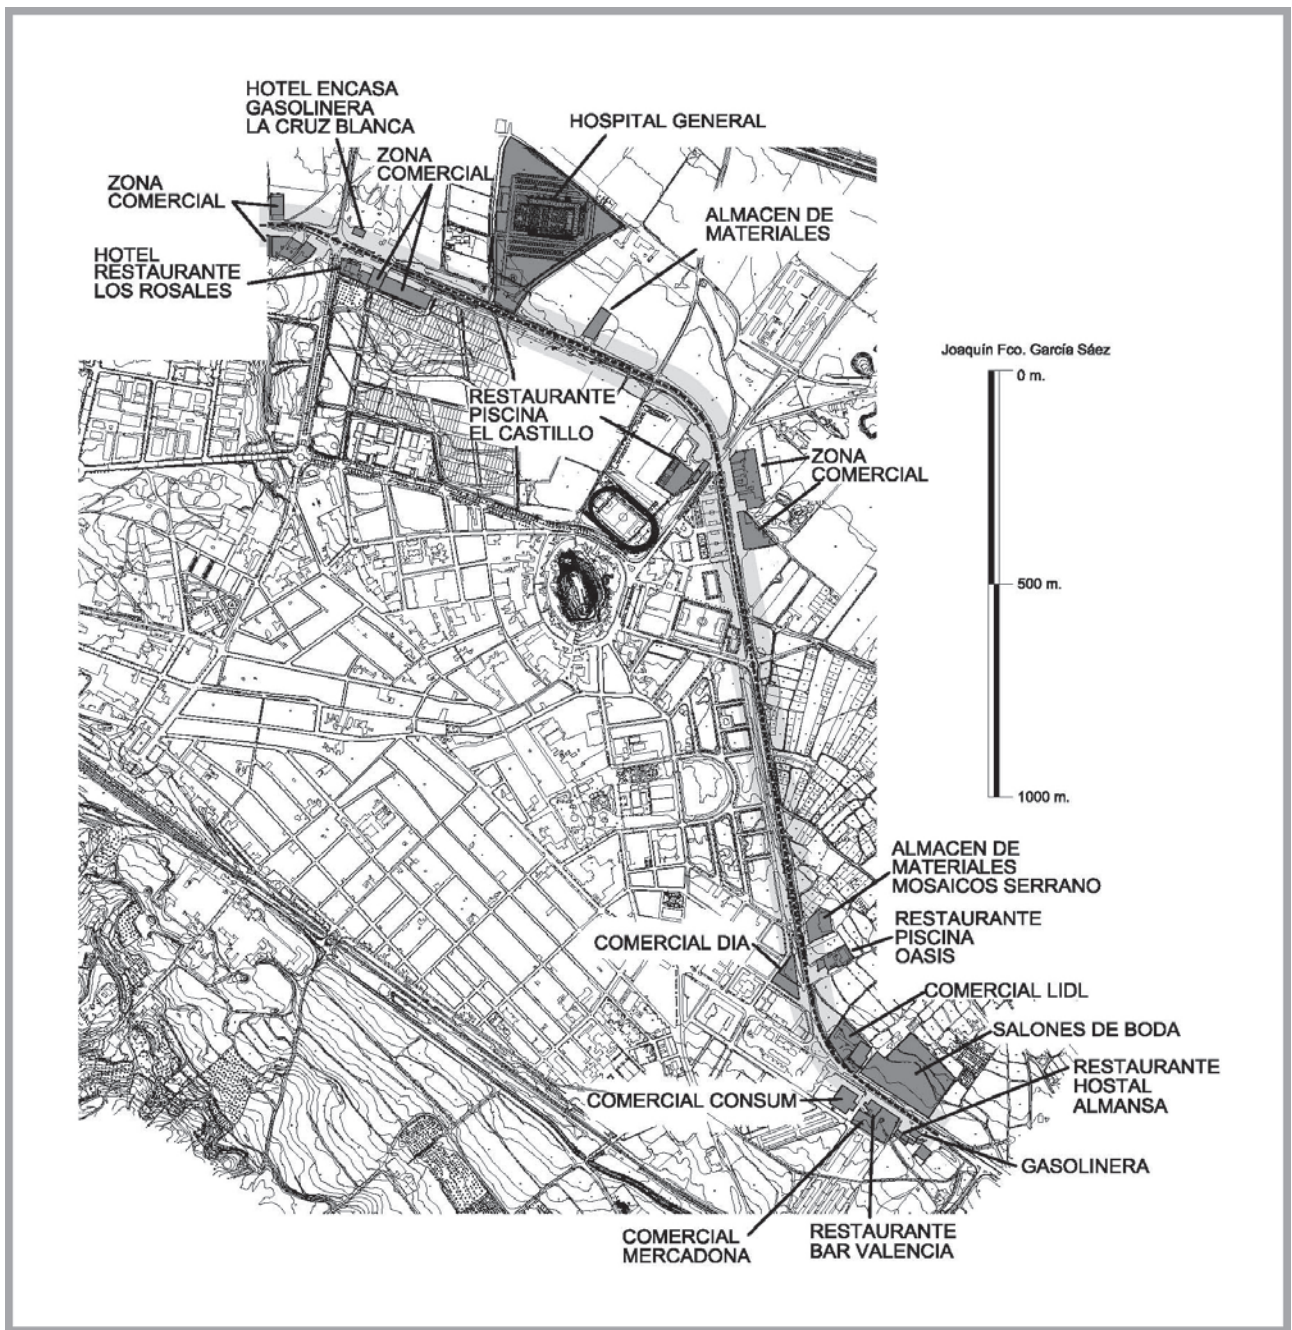 HOTEL ENCASA
GASOLINERA
LA CRUZ BLANCA
HOSPITAL GENERAL
ZONA
COMERCIAL
ZONA
COMERCIAL
ALMACEN DE
MATERIALES
HOTEL
RESTAURANTE
LOS ROSALES
Joaquín Fco. García Sáez
0 m.
RESTAURANTE
PISCINA
EL CASTILLO
ZONA
COMERCIAL
500 m.
1000 m.
ALMACEN DE
MATERIALES
MOSAICOS SERRANO
RESTAURANTE
PISCINA
OASIS
COMERCIAL DIA
COMERCIAL LIDL
SALONES DE BODA
RESTAURANTE
HOSTAL
ALMANSA
COMERCIAL CONSUM
GASOLINERA
COMERCIAL
MERCADONA
RESTAURANTE
BAR VALENCIA